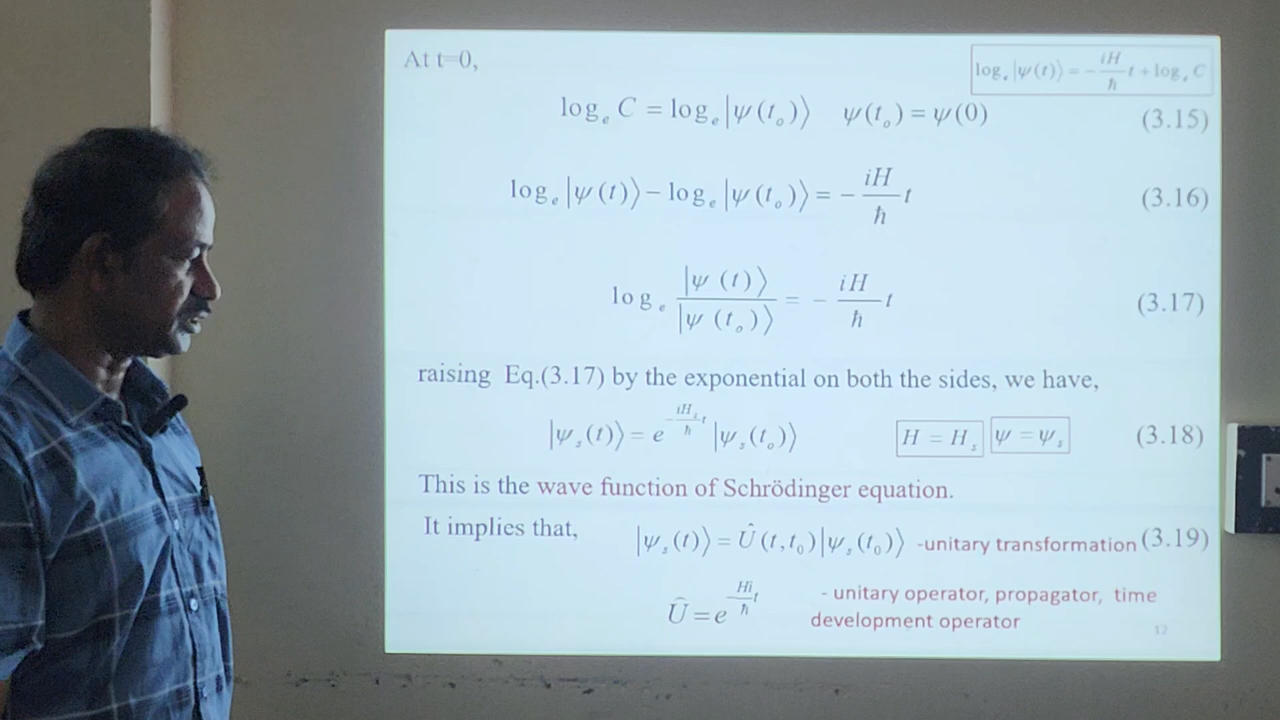 At t=0,
log_e |ψ(t)⟩ = − iH/ħ t + log_e C
log_e C = log_e |ψ(t_o)⟩ ψ(t_o) = ψ(0) (3.15)
log_e |ψ(t)⟩ − log_e |ψ(t_o)⟩ = − iH/ħ t (3.16)
log_e |ψ(t)⟩/|ψ(t_o)⟩ = − iH/ħ t (3.17)
raising Eq.(3.17) by the exponential on both the sides, we have,
|ψ_s(t)⟩ = e^{−iH_s/ħ t} |ψ_s(t_o)⟩ H = H_s ψ = ψ_s (3.18)
This is the wave function of Schrödinger equation.
It implies that, |ψ_s(t)⟩ = Û(t,t_0)|ψ_s(t_0)⟩ -unitary transformation (3.19)
Û = e^{−Hi/ħ t} - unitary operator, propagator, time
development operator
12